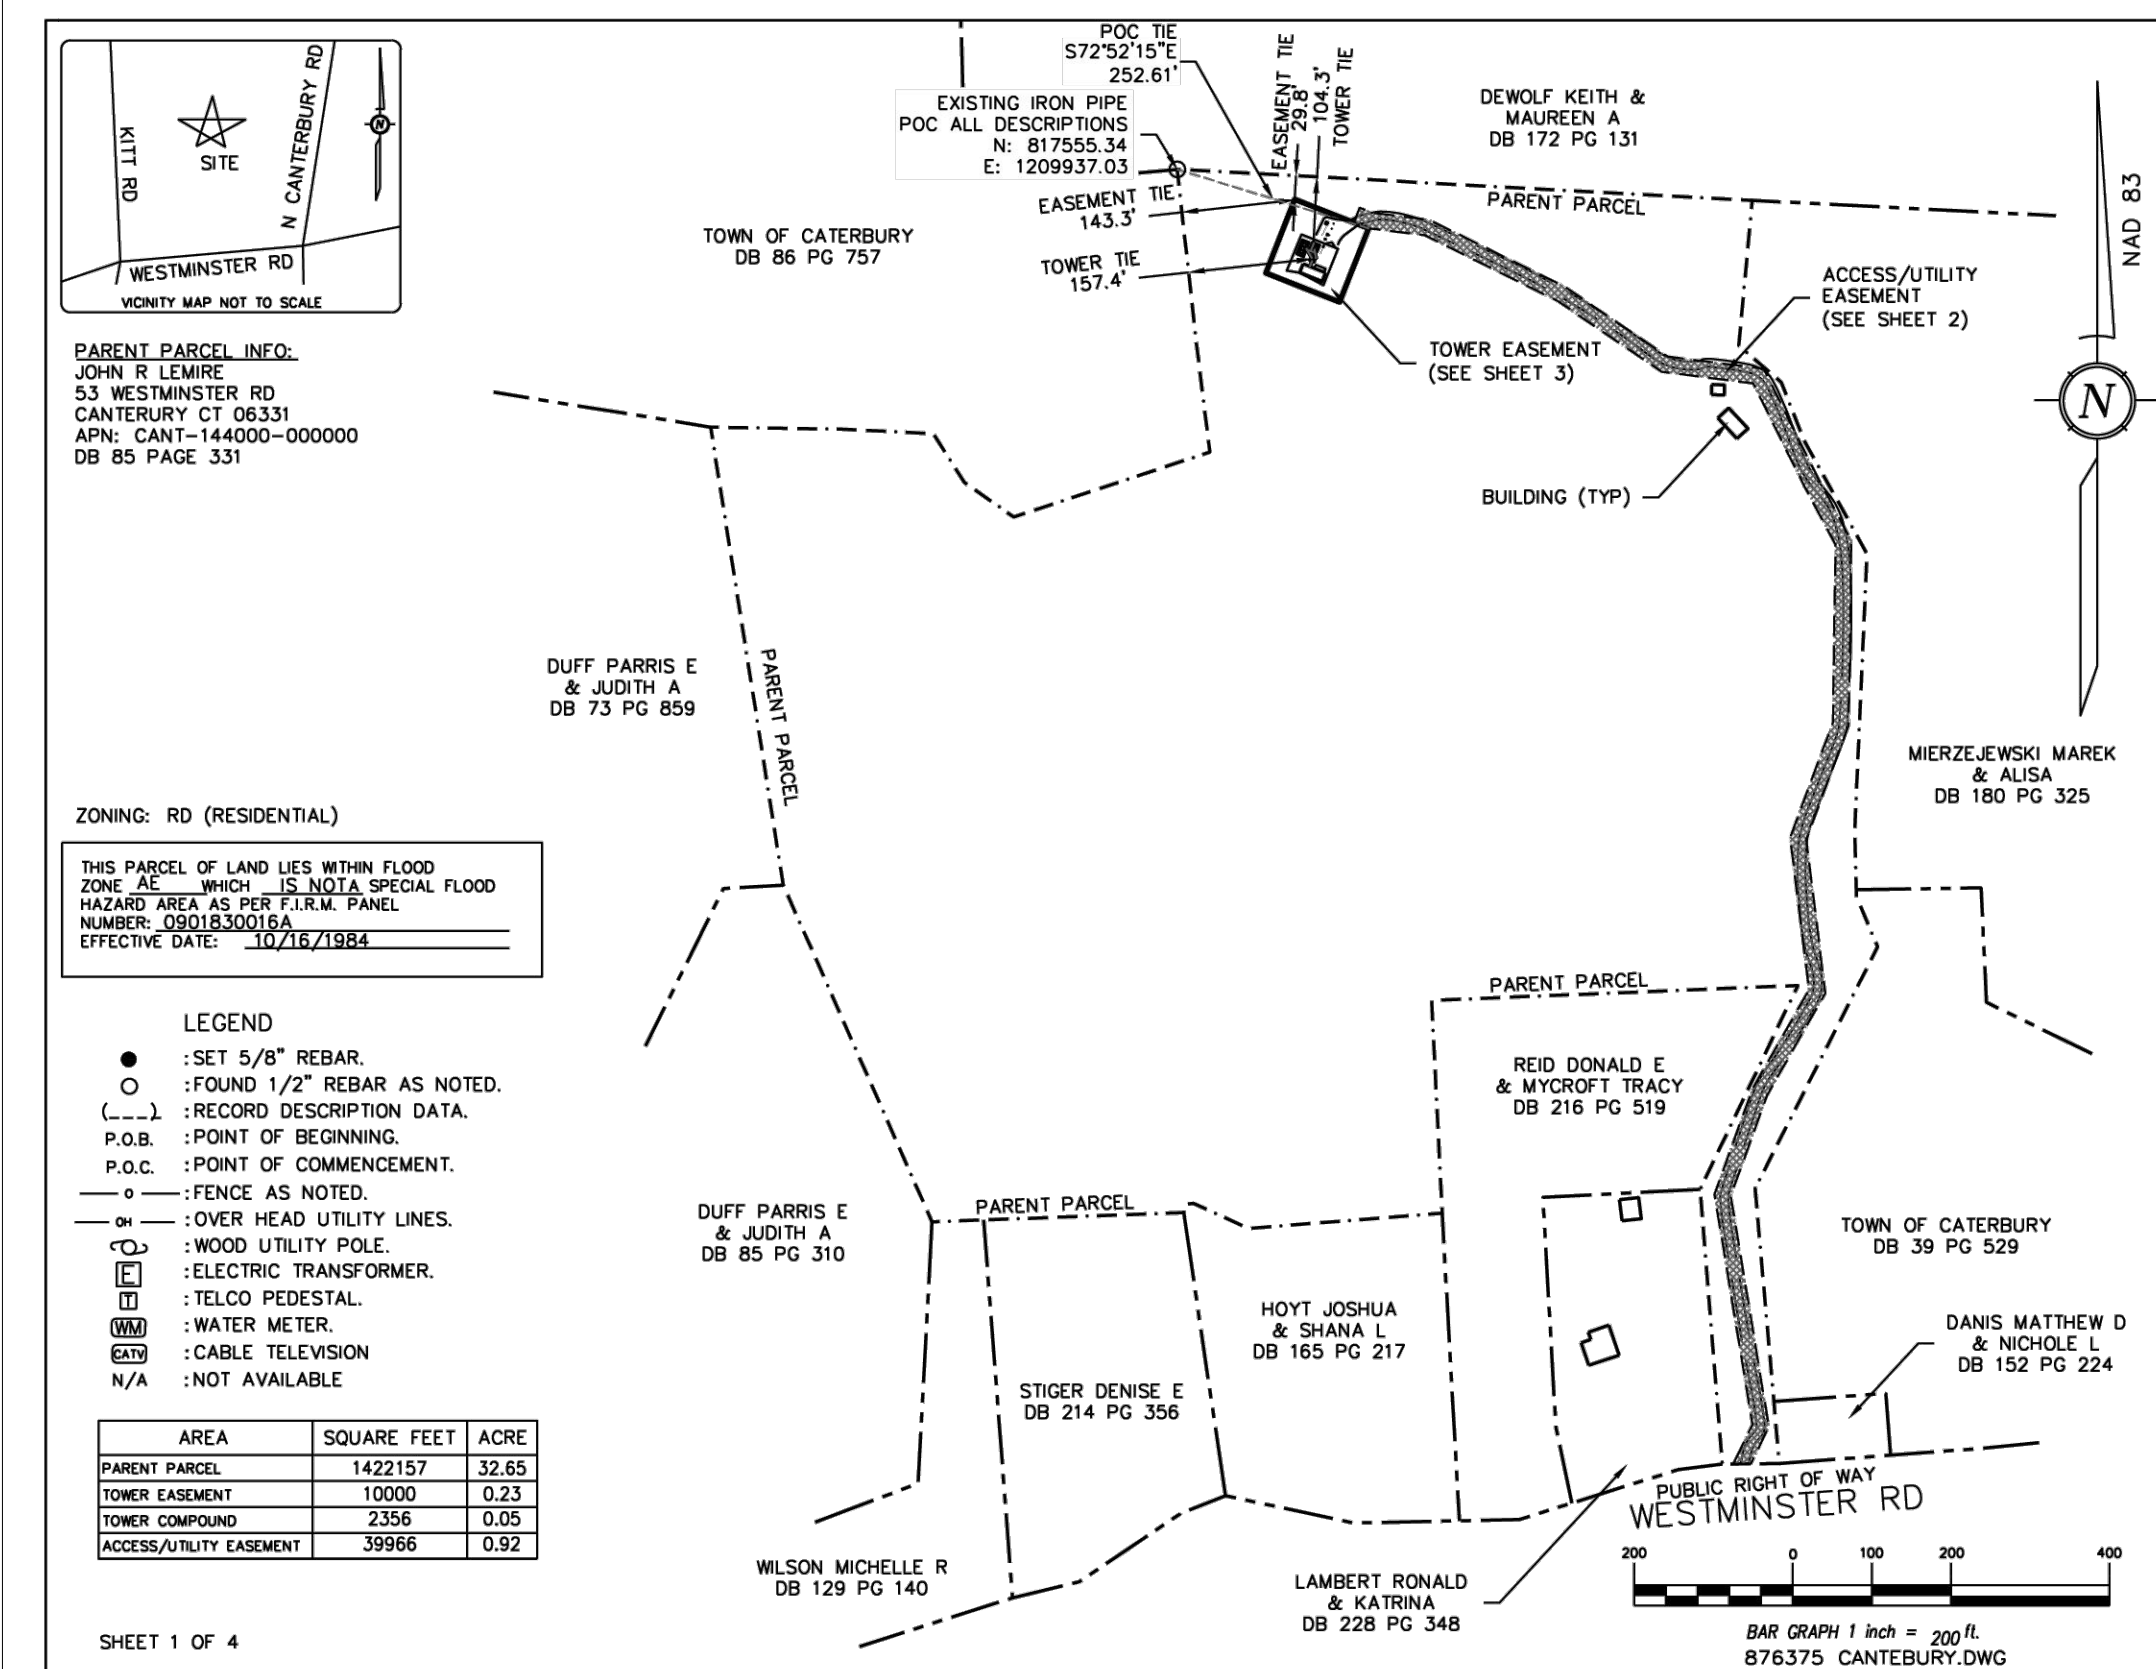 KITT RD
N CANTERBURY RD
N
SITE
WESTMINSTER RD
VICINITY MAP NOT TO SCALE
PARENT PARCEL INFO:
JOHN R LEMIRE
53 WESTMINSTER RD
CANTERURY CT 06331
APN: CANT-144000-000000
DB 85 PAGE 331
POC TIE
S72°52'15"E
252.61'
EXISTING IRON PIPE
POC ALL DESCRIPTIONS
N: 817555.34
E: 1209937.03
EASEMENT TIE
29.8'
104.3'
TOWER TIE
EASEMENT TIE
143.3'
TOWER TIE
157.4'
DEWOLF KEITH &
MAUREEN A
DB 172 PG 131
PARENT PARCEL
NAD 83
N
TOWN OF CATERBURY
DB 86 PG 757
ACCESS/UTILITY
EASEMENT
(SEE SHEET 2)
TOWER EASEMENT
(SEE SHEET 3)
BUILDING (TYP)
DUFF PARRIS E
& JUDITH A
DB 73 PG 859
PARENT PARCEL
MIERZEJEWSKI MAREK
& ALISA
DB 180 PG 325
ZONING: RD (RESIDENTIAL)
THIS PARCEL OF LAND LIES WITHIN FLOOD
ZONE AE WHICH IS NOTA SPECIAL FLOOD
HAZARD AREA AS PER F.I.R.M. PANEL
NUMBER: 0901830016A
EFFECTIVE DATE: 10/16/1984
LEGEND
:SET 5/8" REBAR.
:FOUND 1/2" REBAR AS NOTED.
(___) :RECORD DESCRIPTION DATA.
P.O.B. :POINT OF BEGINNING.
P.O.C. :POINT OF COMMENCEMENT.
O :FENCE AS NOTED.
OH :OVER HEAD UTILITY LINES.
:WOOD UTILITY POLE.
E :ELECTRIC TRANSFORMER.
T :TELCO PEDESTAL.
WM :WATER METER.
CATV :CABLE TELEVISION
N/A :NOT AVAILABLE
PARENT PARCEL
REID DONALD E
& MYCROFT TRACY
DB 216 PG 519
DUFF PARRIS E
& JUDITH A
DB 85 PG 310
PARENT PARCEL
TOWN OF CATERBURY
DB 39 PG 529
HOYT JOSHUA
& SHANA L
DB 165 PG 217
DANIS MATTHEW D
& NICHOLE L
DB 152 PG 224
STIGER DENISE E
DB 214 PG 356
AREA SQUARE FEET ACRE
PARENT PARCEL 1422157 32.65
TOWER EASEMENT 10000 0.23
TOWER COMPOUND 2356 0.05
ACCESS/UTILITY EASEMENT 39966 0.92
PUBLIC RIGHT OF WAY
WESTMINSTER RD
WILSON MICHELLE R
DB 129 PG 140
LAMBERT RONALD
& KATRINA
DB 228 PG 348
200 0 100 200 400
BAR GRAPH 1 inch = 200 ft.
876375 CANTEBURY.DWG
SHEET 1 OF 4